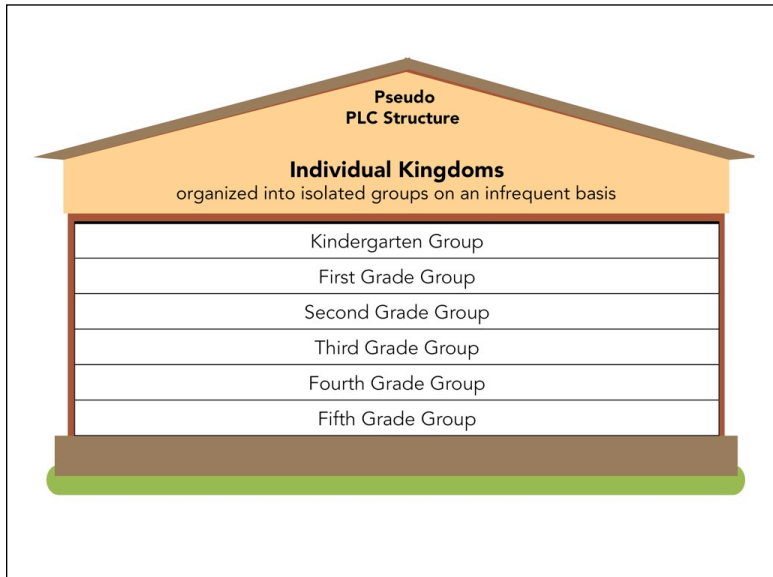 Pseudo
PLC Structure
Individual Kingdoms
organized into isolated groups on an infrequent basis
Kindergarten Group
First Grade Group
Second Grade Group
Third Grade Group
Fourth Grade Group
Fifth Grade Group